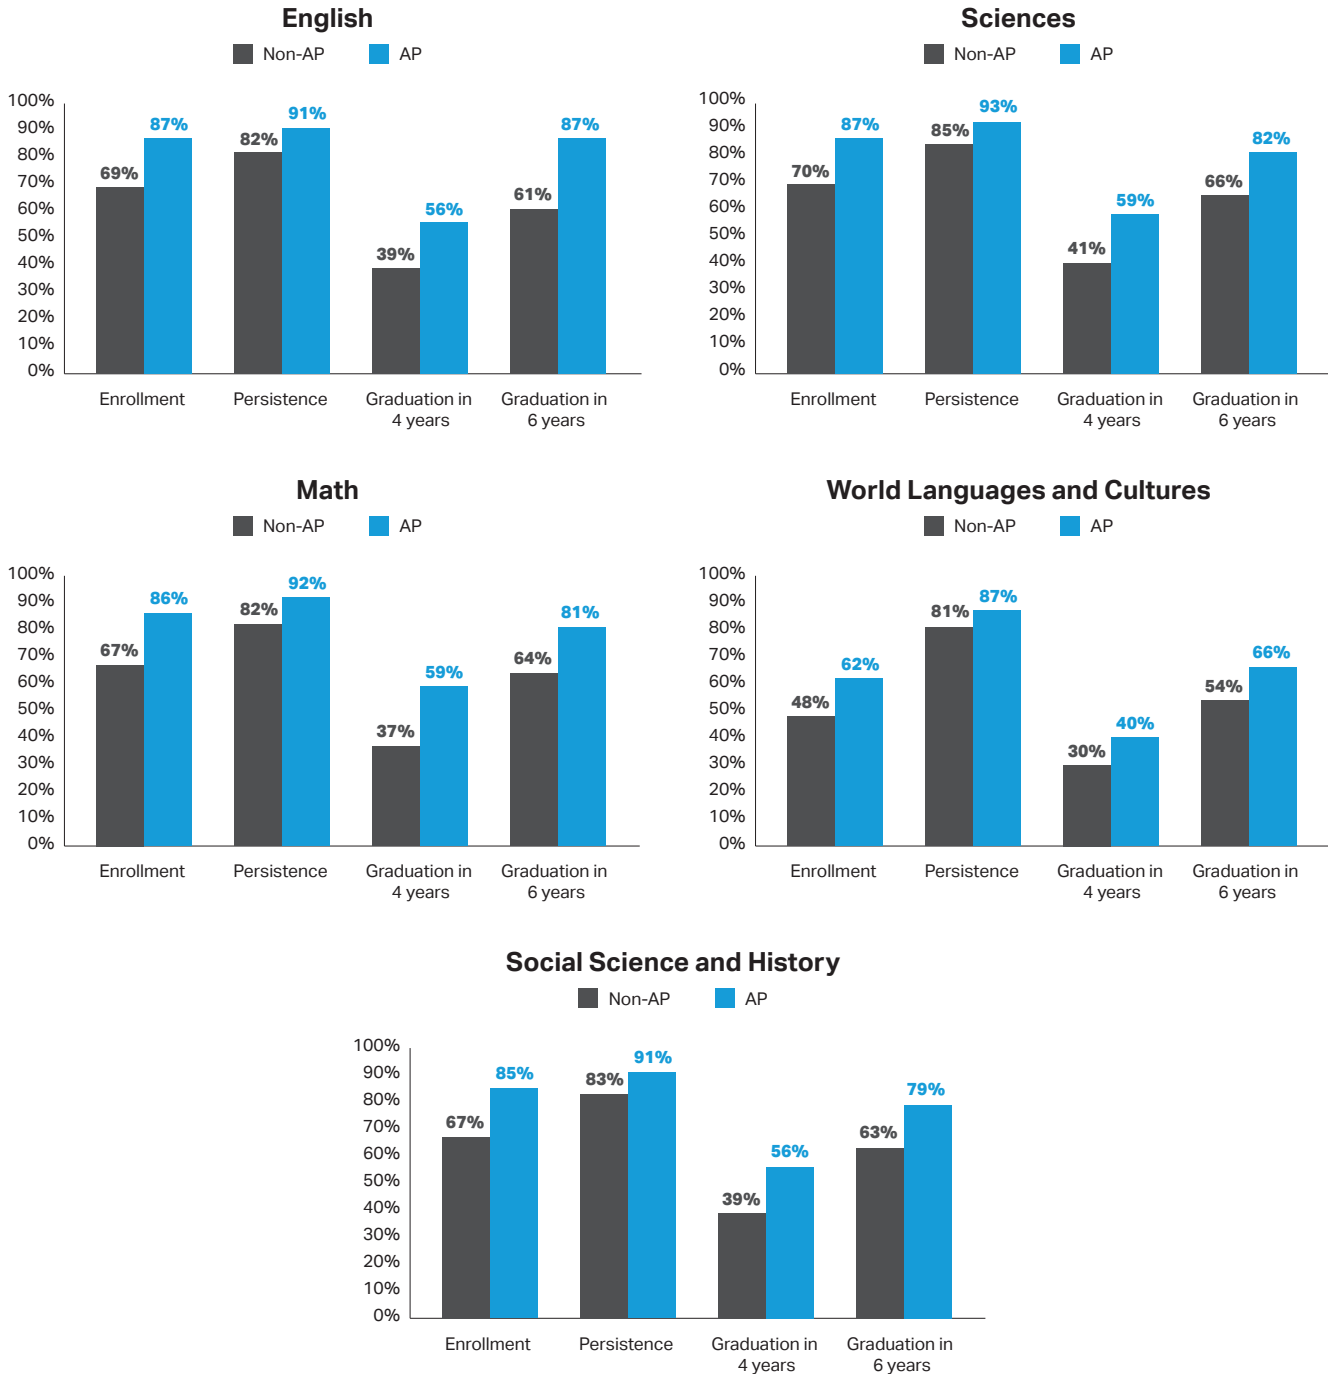 English
Non-AP AP
100%
90%
80%
70%
60%
50%
40%
30%
20%
10%
0%
69% 87% 82% 91% 39% 56% 61% 87%
Enrollment Persistence Graduation in 4 years Graduation in 6 years
Sciences
Non-AP AP
100%
90%
80%
70%
60%
50%
40%
30%
20%
10%
0%
70% 87% 85% 93% 41% 59% 66% 82%
Enrollment Persistence Graduation in 4 years Graduation in 6 years
Math
Non-AP AP
100%
90%
80%
70%
60%
50%
40%
30%
20%
10%
0%
67% 86% 82% 92% 37% 59% 64% 81%
Enrollment Persistence Graduation in 4 years Graduation in 6 years
World Languages and Cultures
Non-AP AP
100%
90%
80%
70%
60%
50%
40%
30%
20%
10%
0%
48% 62% 81% 87% 30% 40% 54% 66%
Enrollment Persistence Graduation in 4 years Graduation in 6 years
Social Science and History
Non-AP AP
100%
90%
80%
70%
60%
50%
40%
30%
20%
10%
0%
67% 85% 83% 91% 39% 56% 63% 79%
Enrollment Persistence Graduation in 4 years Graduation in 6 years